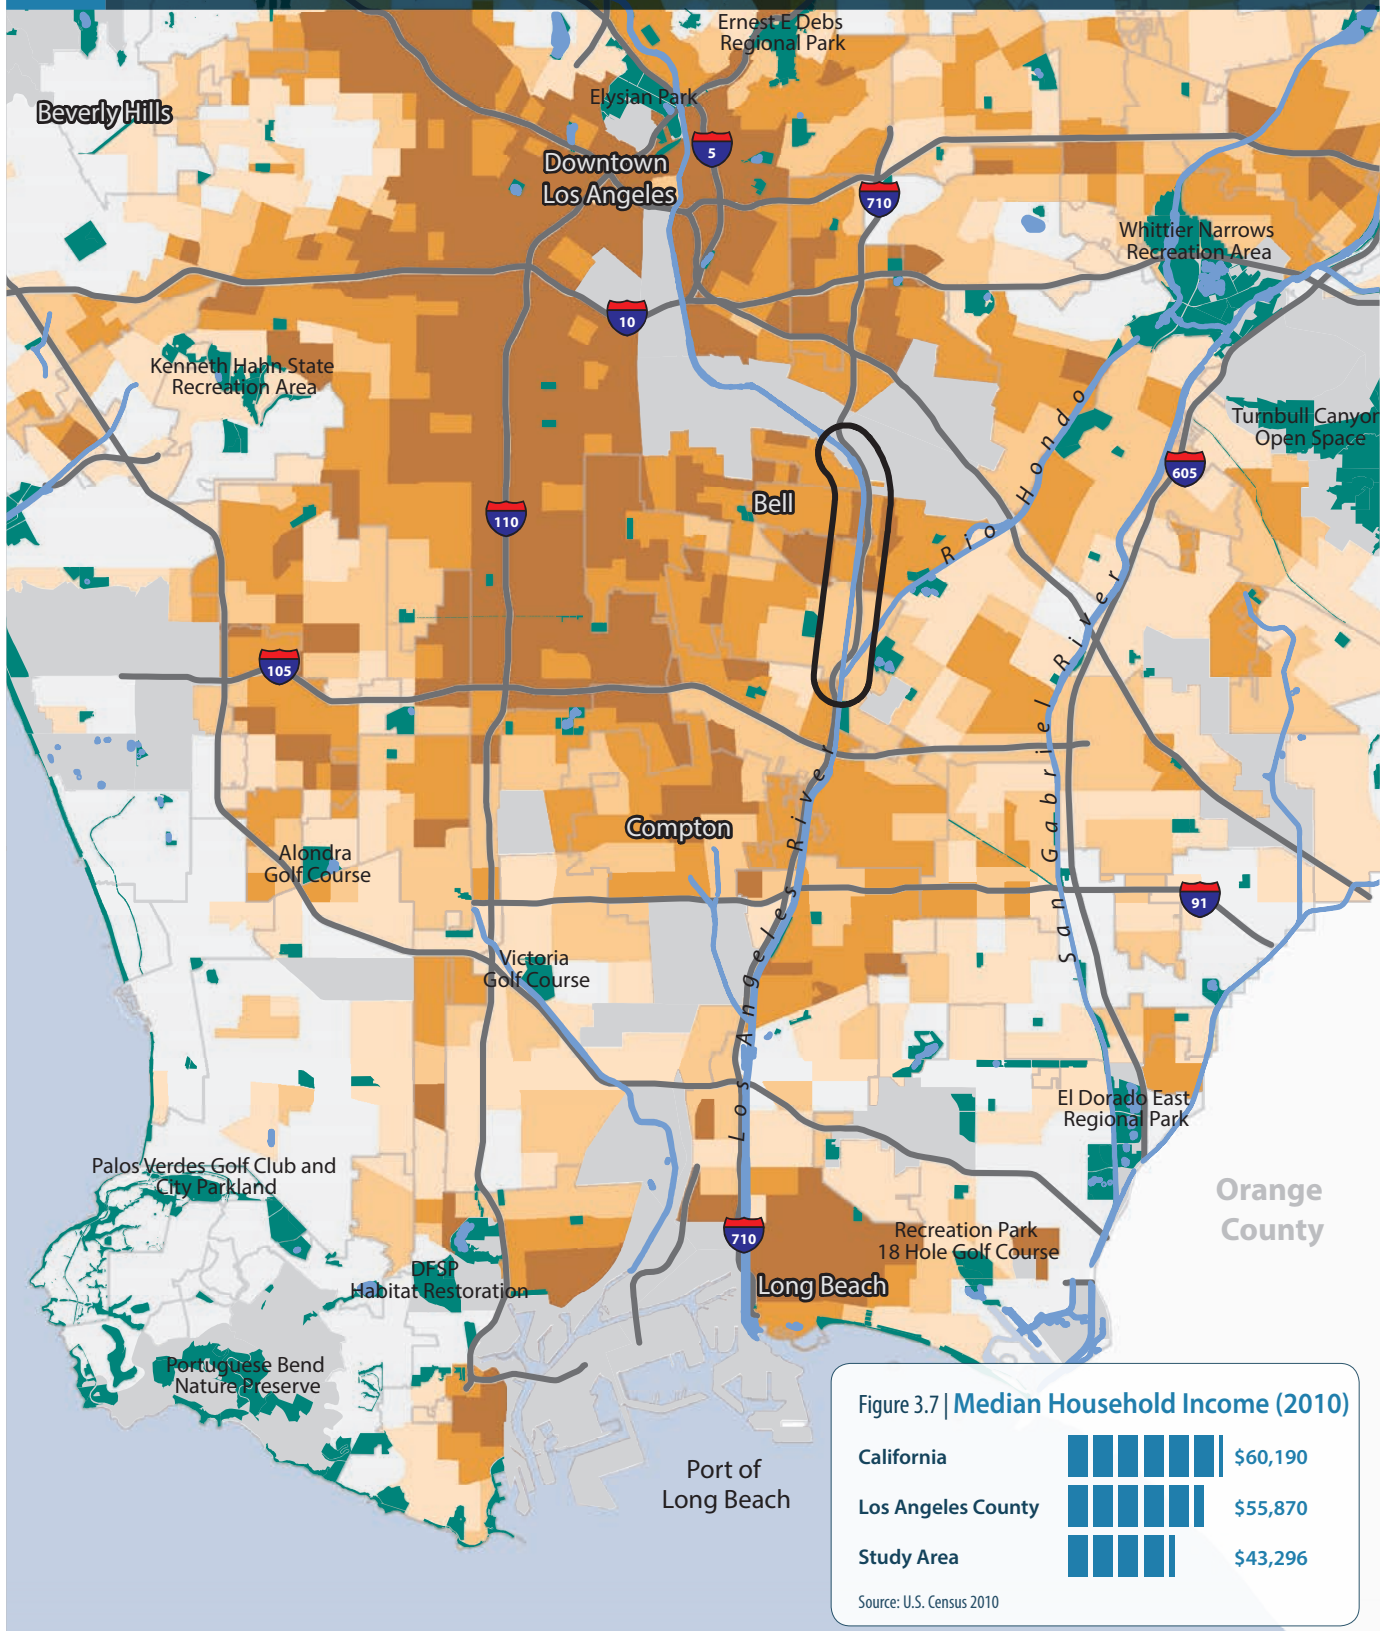 Ernest E Debs
Regional Park
Beverly Hills
Elysian Park
5
Downtown
Los Angeles
710
Whittier Narrows
Recreation Area
10
Kenneth Hahn State
Recreation Area
Rio Hondo
Turnbull Canyon
Open Space
605
Bell
110
105
San Gabriel River
Compton
Los Angeles River
Alondra
Golf Course
91
Victoria
Golf Course
El Dorado East
Regional Park
Palos Verdes Golf Club and
City Parkland
Orange
County
Recreation Park
18 Hole Golf Course
710
DFSP
Habitat Restoration
Long Beach
Portuguese Bend
Nature Preserve
Port of
Long Beach
Figure 3.7 | Median Household Income (2010)
California $60,190
Los Angeles County $55,870
Study Area $43,296
Source: U.S. Census 2010